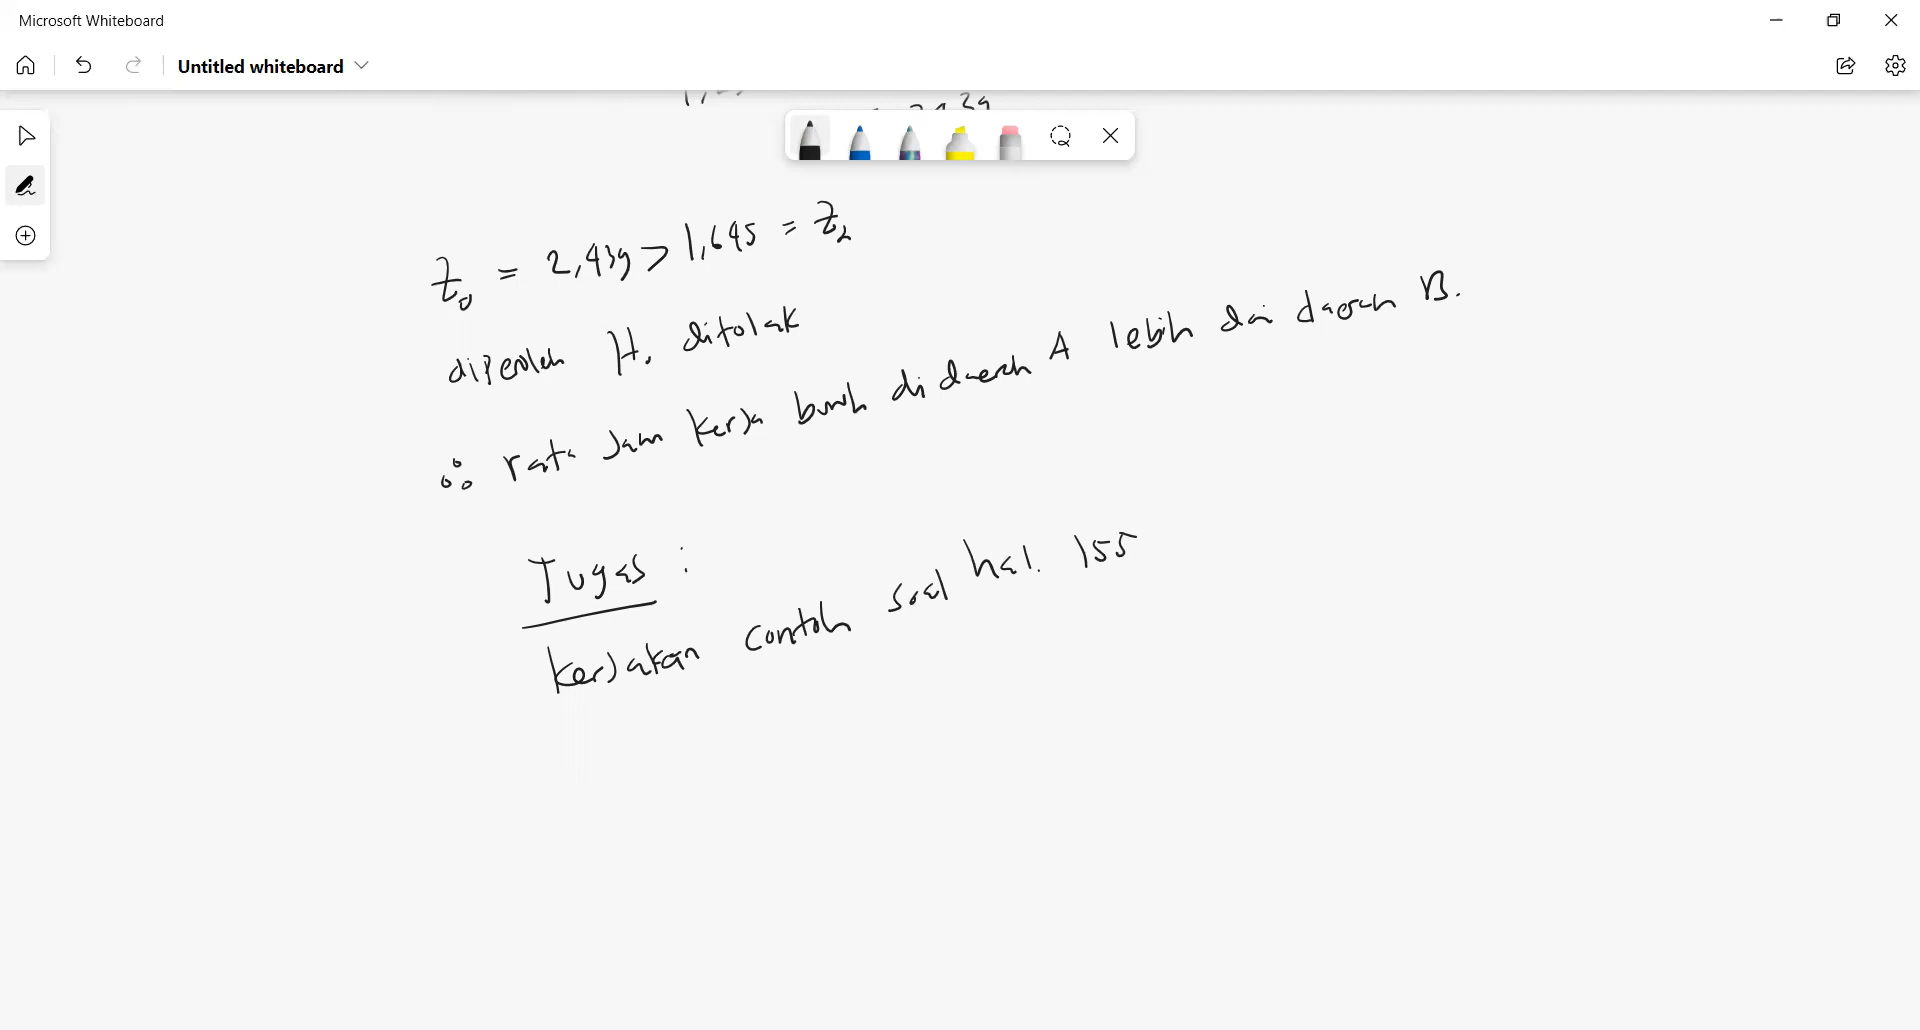 Microsoft Whiteboard
Untitled whiteboard
Z₀ = 2,439 > 1,645 = Z₂
diperoleh H₀ ditolak
∴ rata jam kerja buruh di daerah A lebih dari daerah B.
Tugas :
kerjakan contoh soal hal. 155